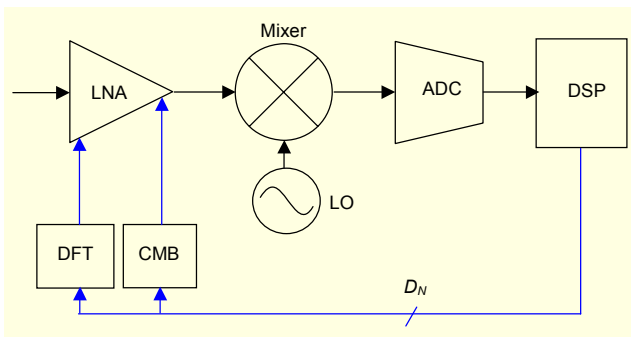 Mixer
LNA
ADC
DSP
LO
DFT
CMB
D_N